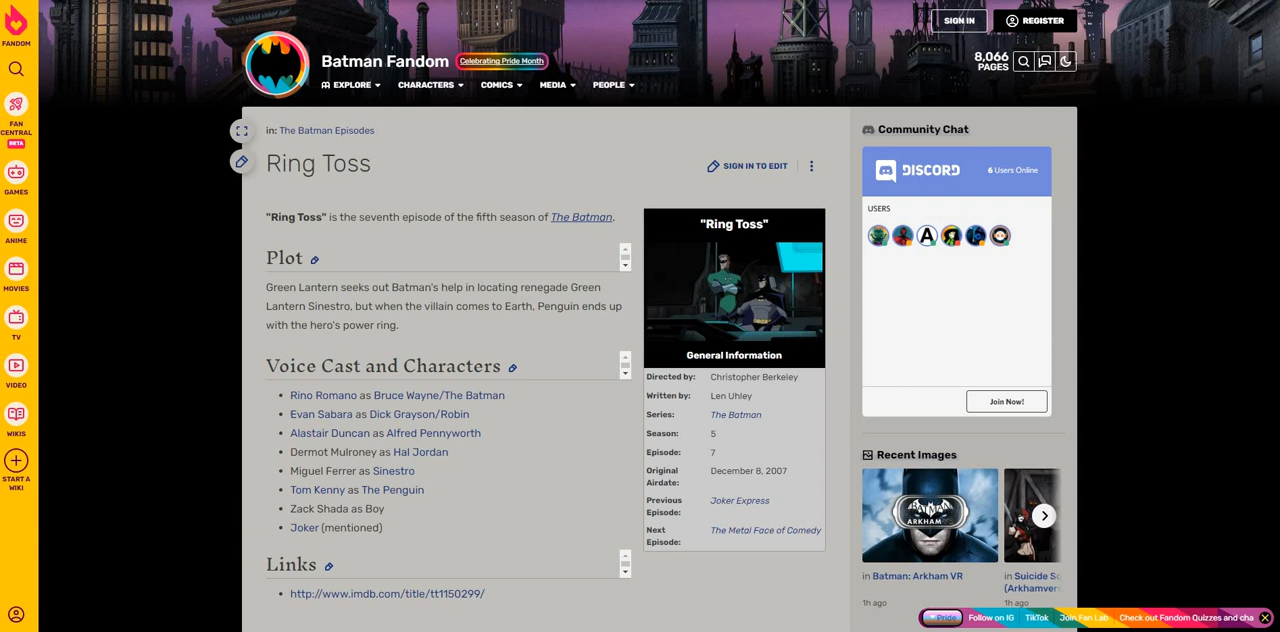 FANDOM
FAN
CENTRAL
BETA
GAMES
ANIME
MOVIES
TV
VIDEO
WIKIS
START A
WIKI
SIGN IN
REGISTER
Batman Fandom
Celebrating Pride Month
8,066
PAGES
EXPLORE
CHARACTERS
COMICS
MEDIA
PEOPLE
in: The Batman Episodes
Ring Toss
SIGN IN TO EDIT
"Ring Toss" is the seventh episode of the fifth season of The Batman.
Plot
Green Lantern seeks out Batman's help in locating renegade Green
Lantern Sinestro, but when the villain comes to Earth, Penguin ends up
with the hero's power ring.
Voice Cast and Characters
Rino Romano as Bruce Wayne/The Batman
Evan Sabara as Dick Grayson/Robin
Alastair Duncan as Alfred Pennyworth
Dermot Mulroney as Hal Jordan
Miguel Ferrer as Sinestro
Tom Kenny as The Penguin
Zack Shada as Boy
Joker (mentioned)
Links
http://www.imdb.com/title/tt1150299/
"Ring Toss"
General Information
Directed by: Christopher Berkeley
Written by: Len Uhley
Series: The Batman
Season: 5
Episode: 7
Original
Airdate: December 8, 2007
Previous
Episode: Joker Express
Next
Episode: The Metal Face of Comedy
Community Chat
DISCORD
6 Users Online
USERS
A
Join Now!
Recent Images
BATMAN
ARKHAM
in Batman: Arkham VR
1h ago
in Suicide
(Arkhamver
1h ago
Pride
Follow on IG
TikTok
Join Fan Lab
Check out Fandom Quizzes and cha